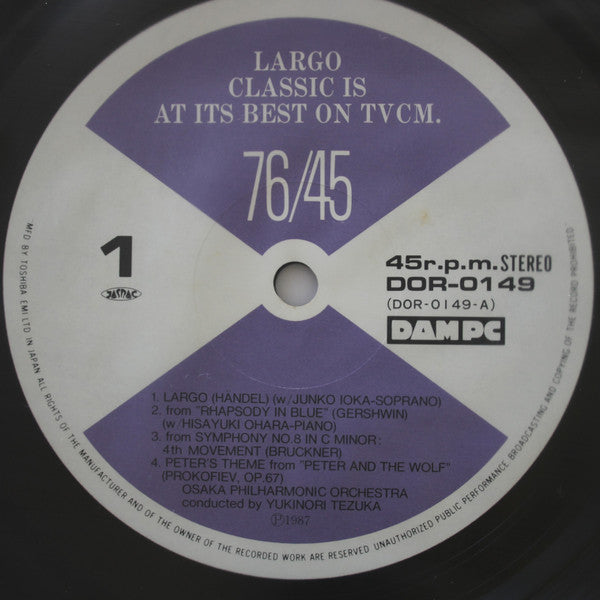 LARGO
CLASSIC IS
AT ITS BEST ON TVCM.
76/45
1
JASRAC
45r.p.m. STEREO
DOR-0149
(DOR-0149-A)
DAMPC
1. LARGO (HANDEL) (w/JUNKO IOKA-SOPRANO)
2. from "RHAPSODY IN BLUE" (GERSHWIN)
(w/HISAYUKI OHARA-PIANO)
3. from SYMPHONY NO.8 IN C MINOR:
4th MOVEMENT (BRUCKNER)
4. PETER'S THEME from "PETER AND THE WOLF"
(PROKOFIEV, OP.67)
OSAKA PHILHARMONIC ORCHESTRA
conducted by YUKINORI TEZUKA
Ⓟ1987
MFD BY TOSHIBA EMI LTD IN JAPAN ALL RIGHTS OF THE MANUFACTURER AND OF THE OWNER OF THE RECORDED WORK ARE RESERVED UNAUTHORIZED PUBLIC PERFORMANCE BROADCASTING AND COPYING OF THE RECORD PROHIBITED